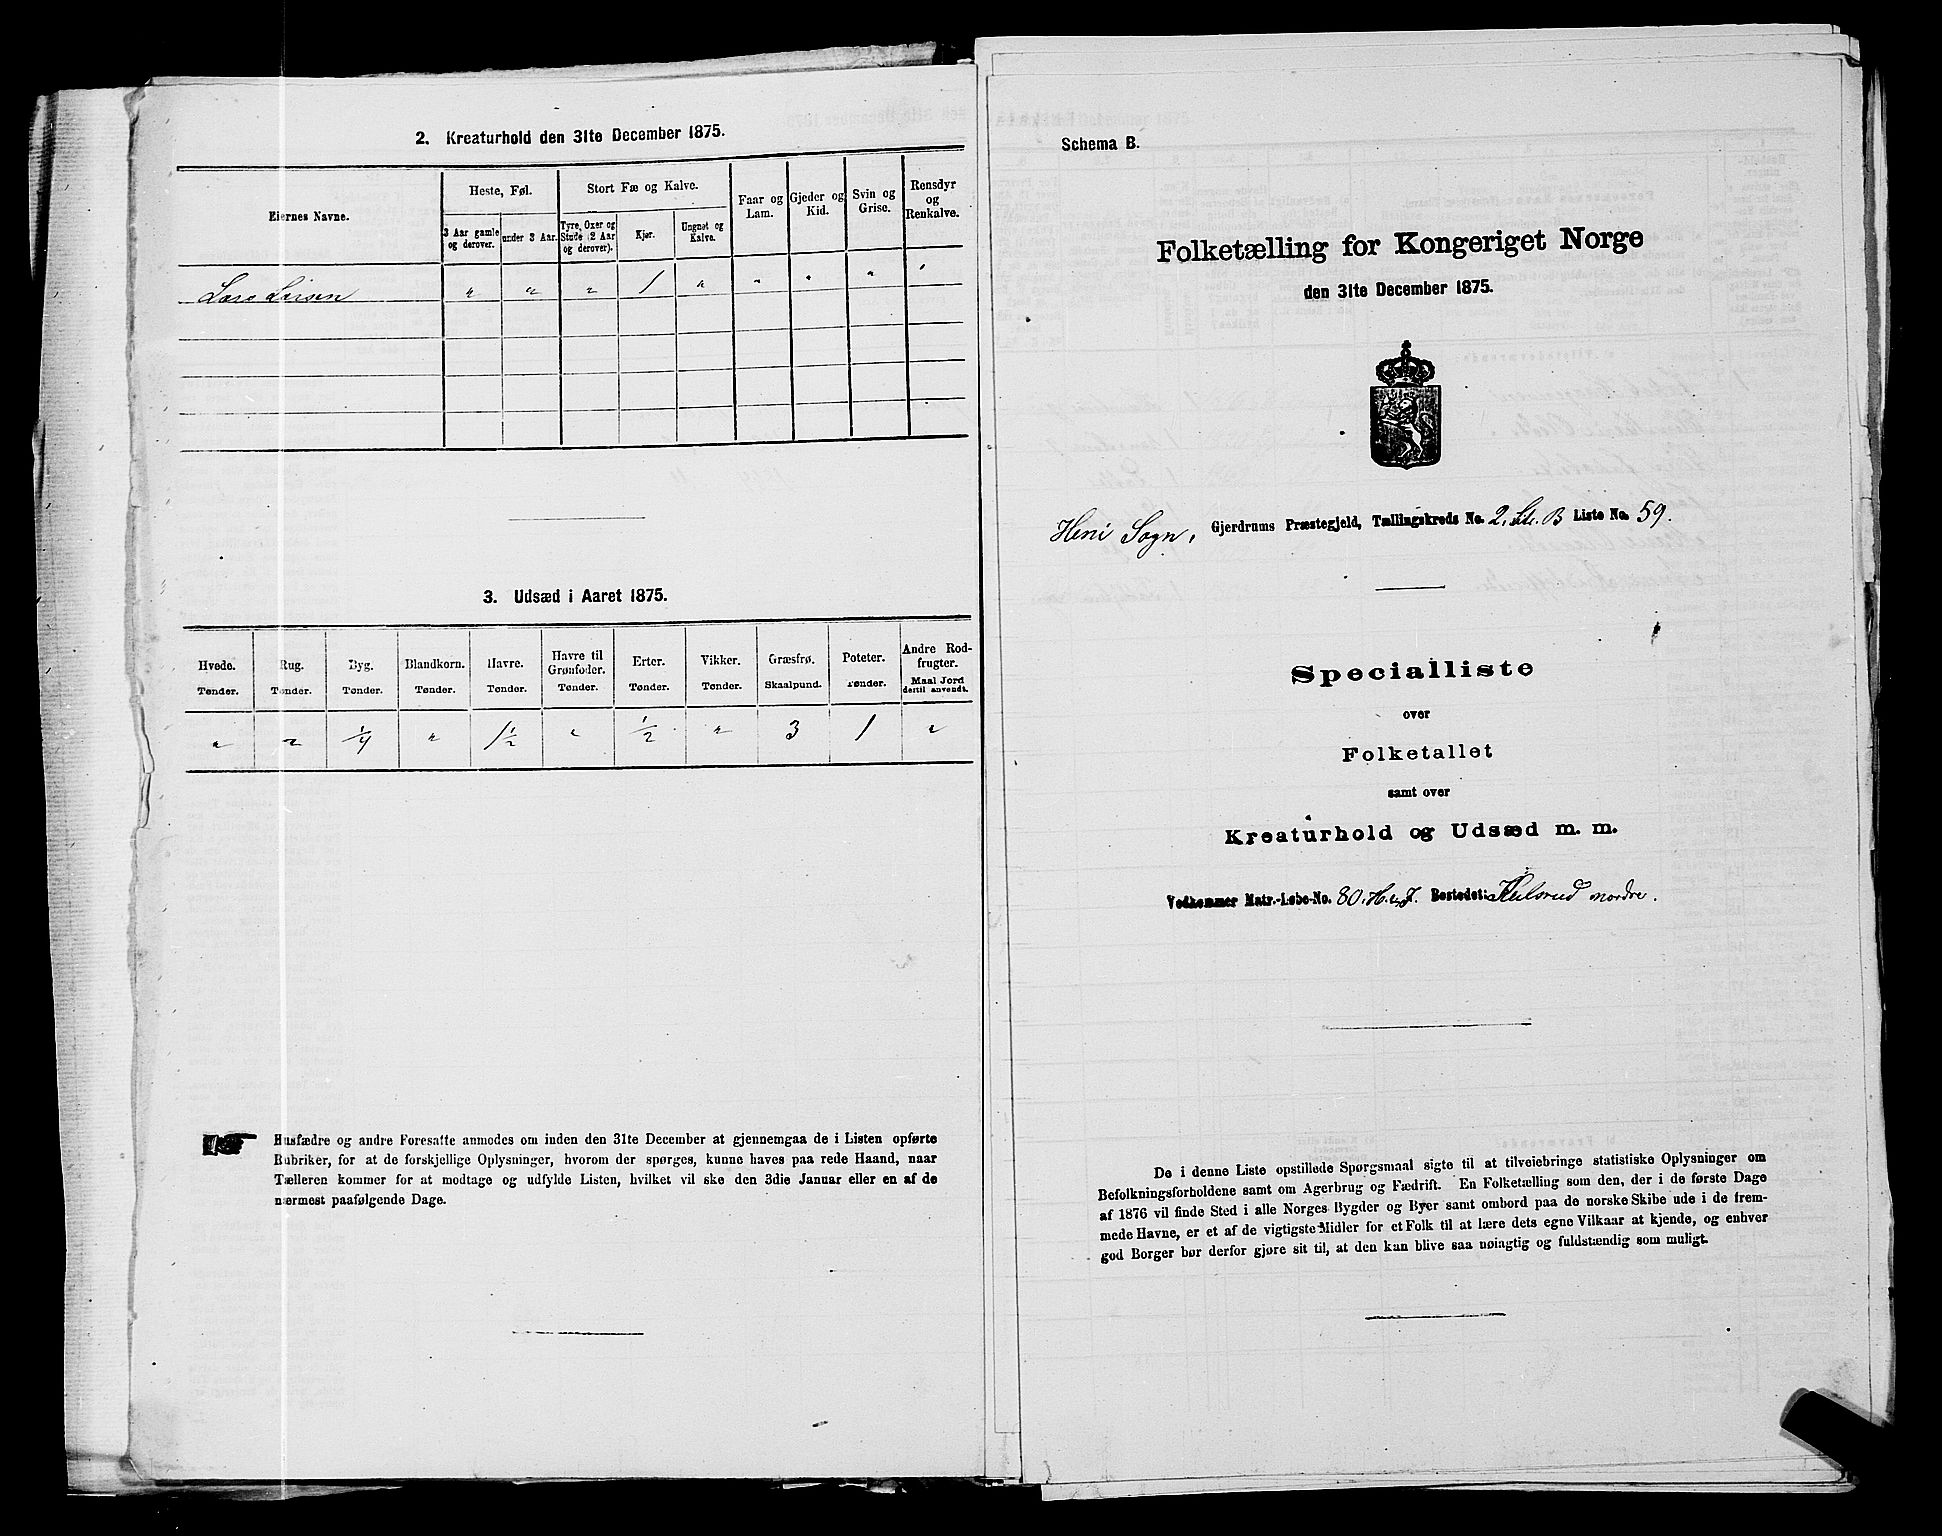 2. Kreaturhold den 31te December 1875.
Eiernes Navne.
Heste, Føl.
Stort Fæ og Kalve.
Faar og Lam.
Gjeder og Kid.
Svin og Grise.
Rensdyr og Renkalve.
3 Aar gamle og derover.
under 3 Aar.
Tyre, Oxer og Stude (2 Aar og derover).
Kjør.
Ungnøt og Kalve.
Lars Larsen " " " 1 " " " " "
3. Udsæd i Aaret 1875.
Hvede. Rug. Byg. Blandkorn. Havre. Havre til Grønfoder. Erter. Vikker. Græsfrø. Poteter. Andre Rodfrugter.
Tønder. Tønder. Tønder. Tønder. Tønder. Tønder. Tønder. Tønder. Skaalpund. Tønder. Maal Jord dertil anvendt.
" " 1/4 " 1 1/2 " 1/2 " 3 1 "
Husfædre og andre Foresatte anmodes om inden den 31te December at gjennemgaa de i Listen opførte
Rubriker, for at de forskjellige Oplysninger, hvorom der spørges, kunne haves paa rede Haand, naar
Tælleren kommer for at modtage og udfylde Listen, hvilket vil ske den 3die Januar eller en af de
nærmest paafølgende Dage.
Schema B.
Folketælling for Kongeriget Norge
den 31te December 1875.
Heni Sogn, Gjerdrums Præstegjeld, Tællingskreds No. 2. Lit. B Liste No. 59.
Specialliste
over
Folketallet
samt over
Kreaturhold og Udsæd m. m.
Vedkommer Matr.-Løbe-No. 80. H. Bostedet: Kulsrud nordre.
De i denne Liste opstillede Spørgsmaal sigte til at tilveiebringe statistiske Oplysninger om
Befolkningsforholdene samt om Agerbrug og Fædrift. En Folketælling som den, der i de første Dage
af 1876 vil finde Sted i alle Norges Bygder og Byer samt ombord paa de norske Skibe ude i de frem-
mede Havne, er et af de vigtigste Midler for et Folk til at lære dets egne Vilkaar at kjende, og enhver
god Borger bør derfor gjøre sit til, at den kan blive saa nøiagtig og fuldstændig som muligt.